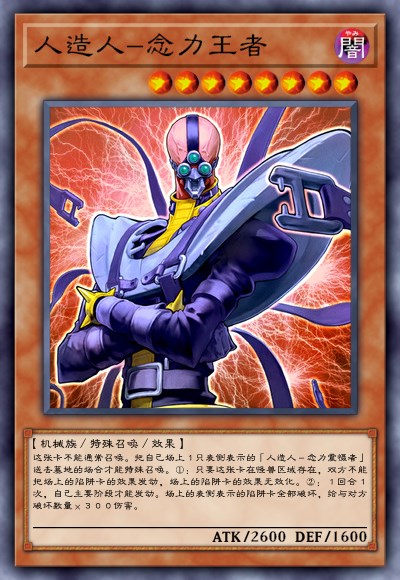 人造人-念力王者
やみ
闇
【机械族／特殊召唤／效果】
这张卡不能通常召唤。把自己场上1只表侧表示的「人造人-念力震慑者」
送去墓地的场合才能特殊召唤。①：只要这张卡在怪兽区域存在，双方不能
把场上的陷阱卡的效果发动，场上的陷阱卡的效果无效化。②：1回合1
次，自己主要阶段才能发动。场上的表侧表示的陷阱卡全部破坏，给与对方
破坏数量×300伤害。
ATK/2600 DEF/1600